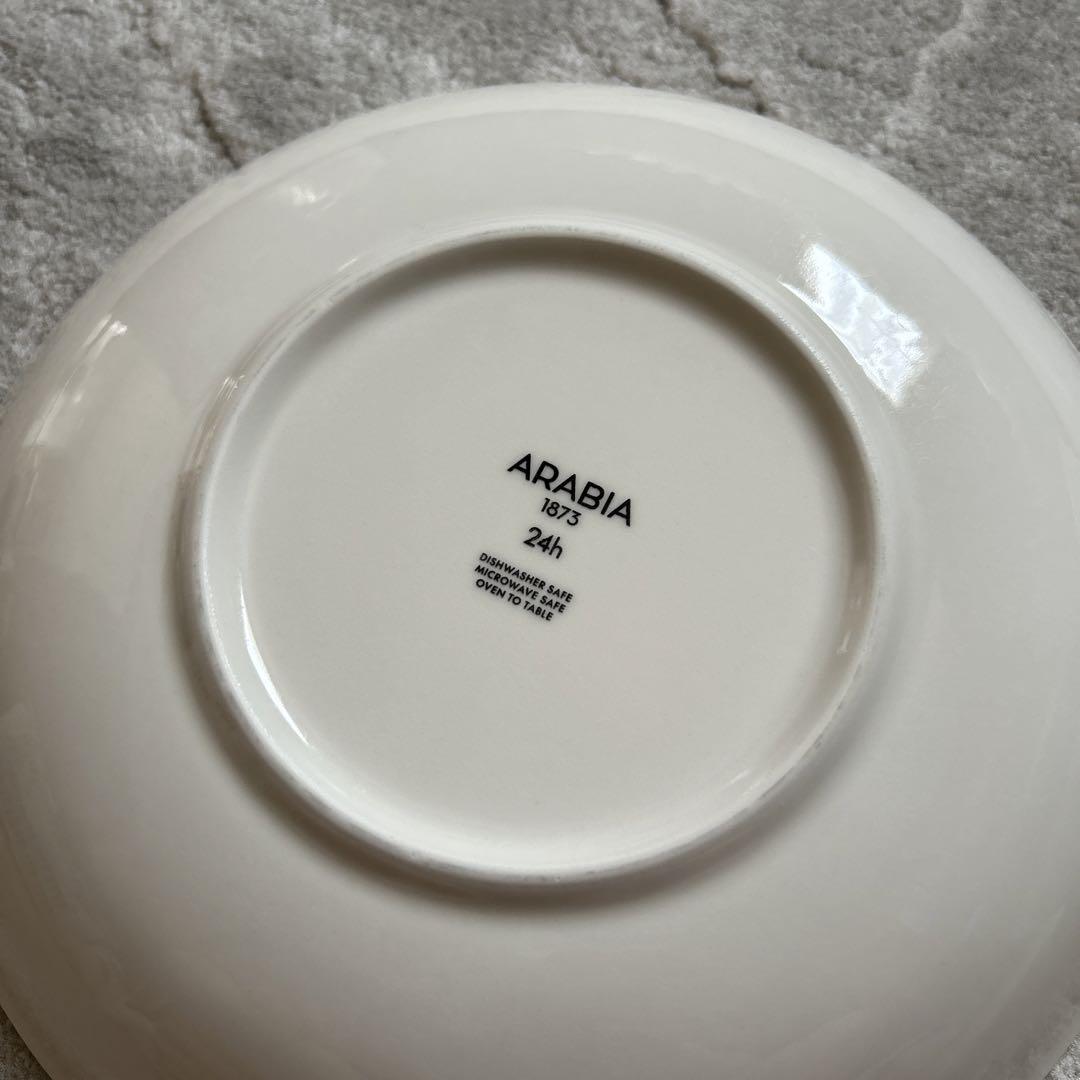 ARABIA
1873
24h
DISHWASHER SAFE
MICROWAVE SAFE
OVEN TO TABLE